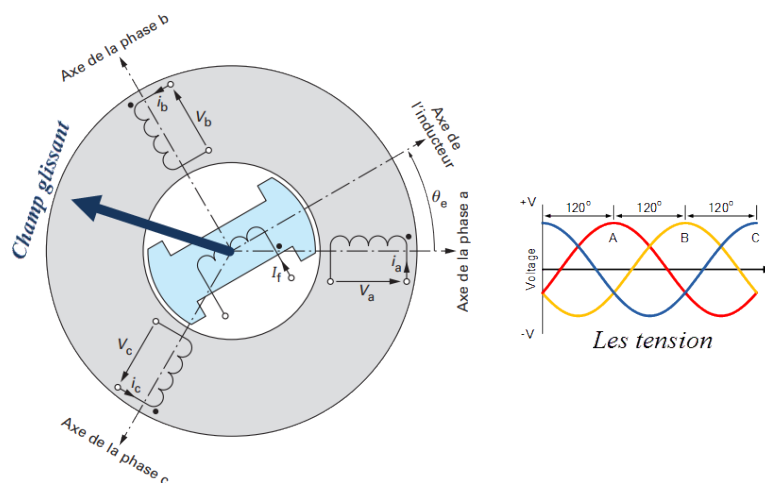 Axe de la phase b
Champ glissant
i_b
V_b
Axe de
l'inducteur
θ_e
Axe de la phase a
I_f
i_a
V_a
V_c
i_c
Axe de la phase c
+V
120° 120° 120°
A B C
Voltage
-V
Les tension